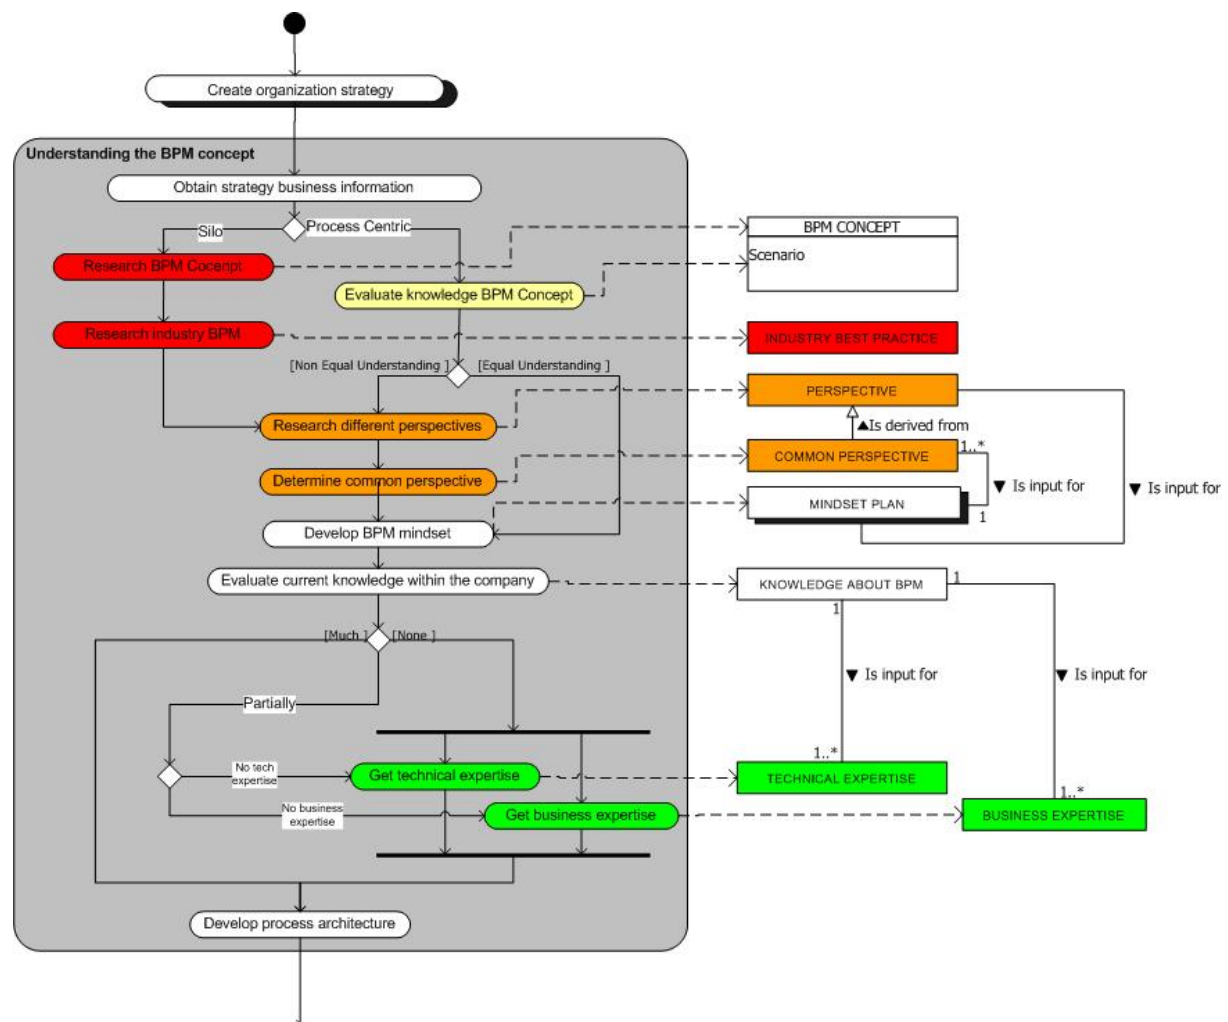 Create organization strategy
Understanding the BPM concept
Obtain strategy business information
Silo
Process Centric
BPM CONCEPT
Scenario
Research BPM Cocenpt
Evaluate knowledge BPM Concept
Research industry BPM
INDUSTRY BEST PRACTICE
[Non Equal Understanding ]
[Equal Understanding ]
PERSPECTIVE
Research different perspectives
▲Is derived from
1..*
COMMON PERSPECTIVE
Determine common perspective
▼ Is input for
▼ Is input for
MINDSET PLAN
1
Develop BPM mindset
Evaluate current knowledge within the company
KNOWLEDGE ABOUT BPM
1
1
[Much ]
[None ]
▼ Is input for
▼ Is input for
Partially
1..*
No tech
expertise
Get technical expertise
TECHNICAL EXPERTISE
1..*
No business
expertise
Get business expertise
BUSINESS EXPERTISE
Develop process architecture